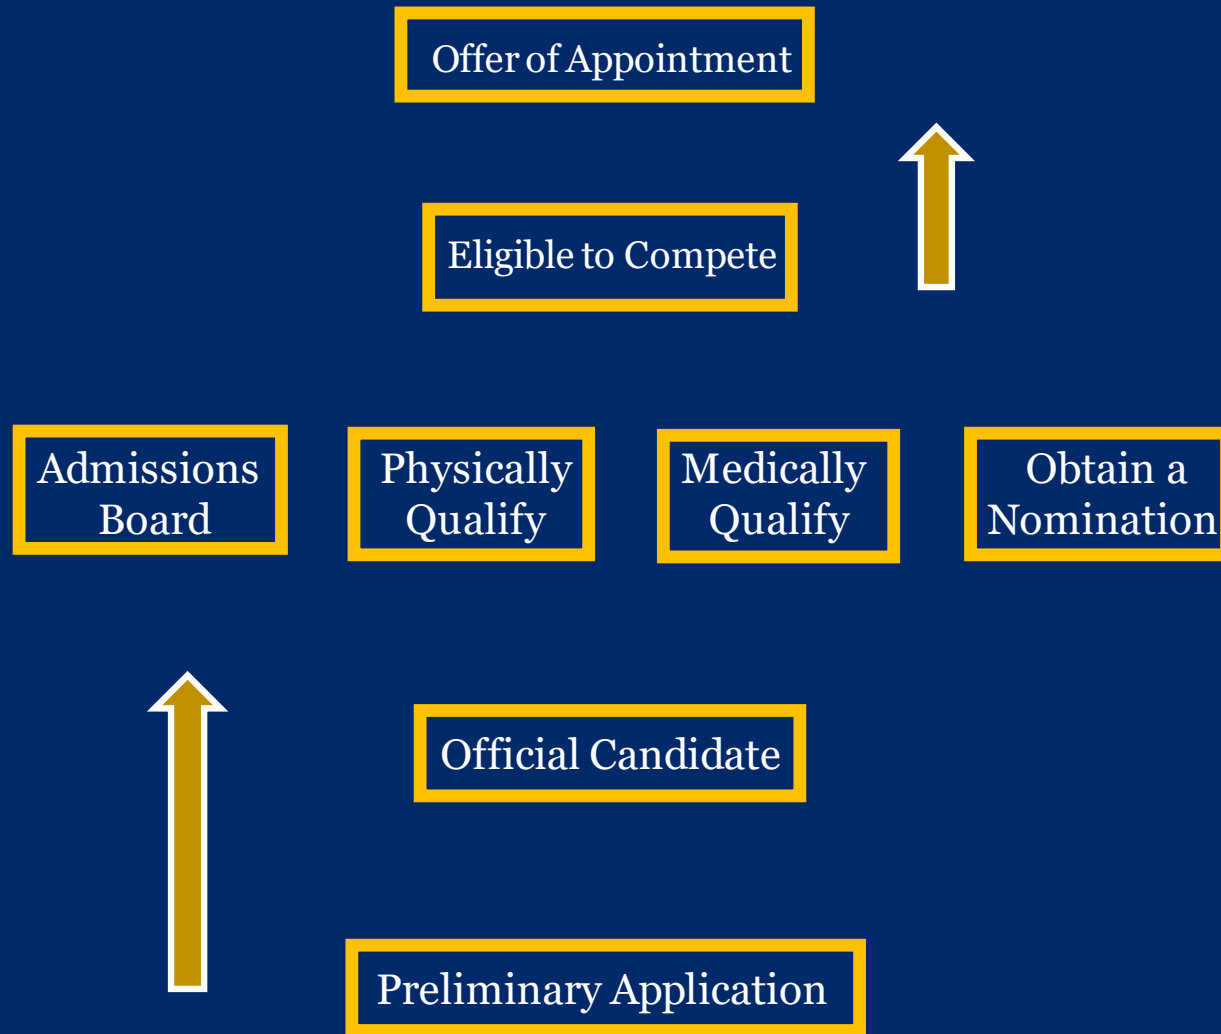 Offer of Appointment
Eligible to Compete
Admissions
Board
Physically
Qualify
Medically
Qualify
Obtain a
Nomination
Official Candidate
Preliminary Application